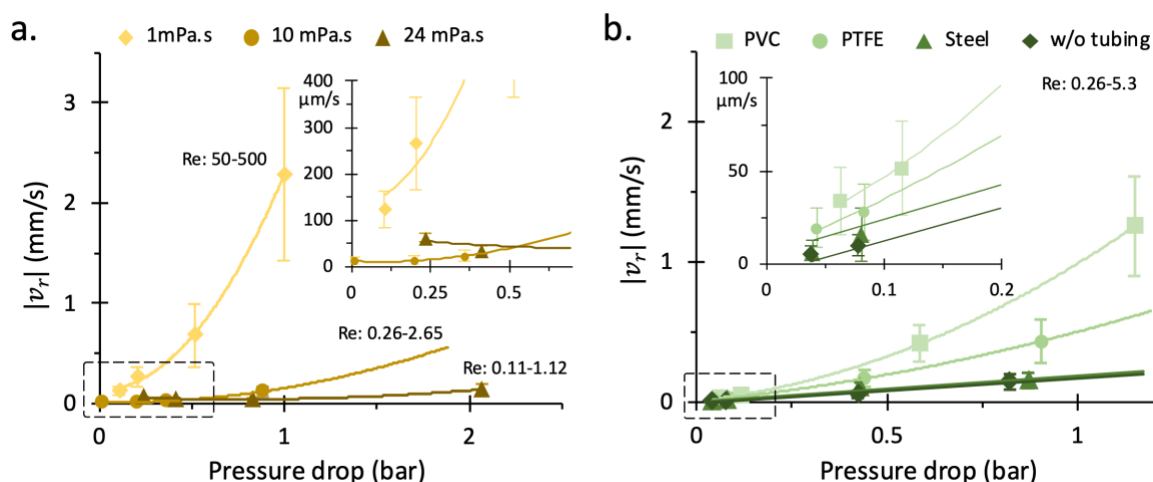 a.
1mPa.s 10 mPa.s 24 mPa.s
|v_r| (mm/s)
3
2
1
0
0 1 2
Pressure drop (bar)
Re: 50-500
Re: 0.26-2.65
Re: 0.11-1.12
400
μm/s
300
200
100
0
0 0.25 0.5
b.
PVC PTFE Steel w/o tubing
Re: 0.26-5.3
|v_r| (mm/s)
2
1
0
0 0.5 1
Pressure drop (bar)
100
μm/s
50
0
0 0.1 0.2